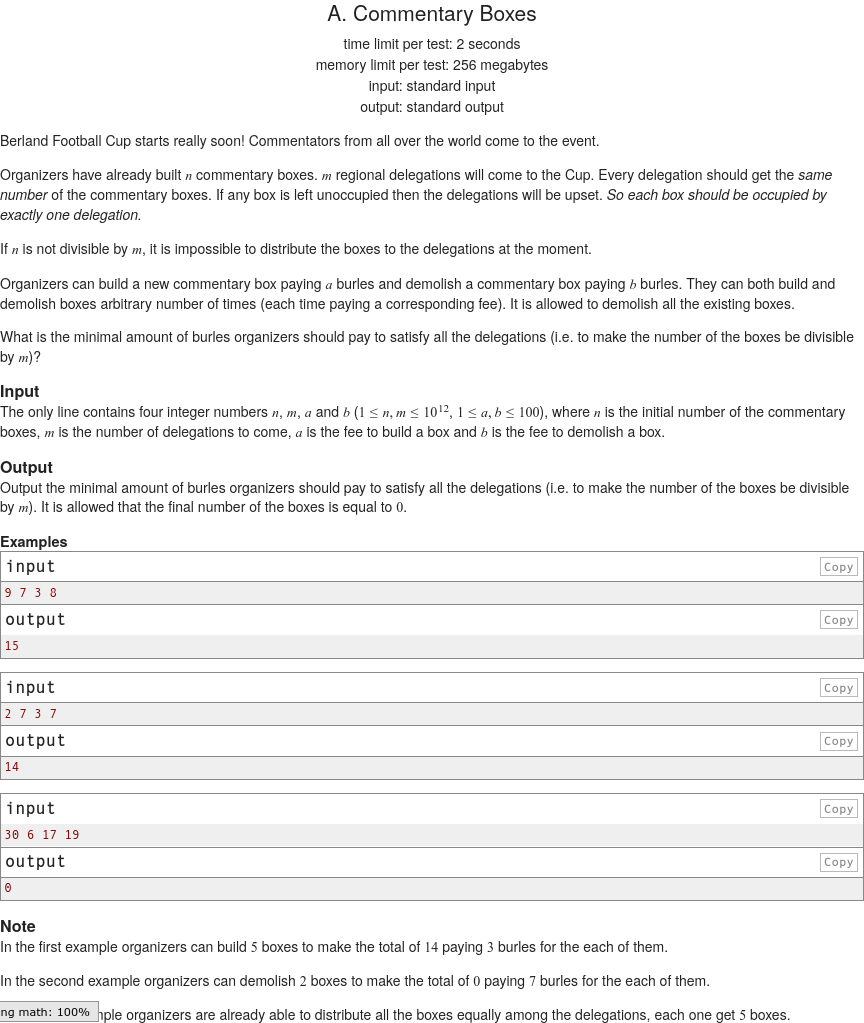 A. Commentary Boxes
time limit per test: 2 seconds
memory limit per test: 256 megabytes
input: standard input
output: standard output
Berland Football Cup starts really soon! Commentators from all over the world come to the event.
Organizers have already built n commentary boxes. m regional delegations will come to the Cup. Every delegation should get the same
number of the commentary boxes. If any box is left unoccupied then the delegations will be upset. So each box should be occupied by
exactly one delegation.
If n is not divisible by m, it is impossible to distribute the boxes to the delegations at the moment.
Organizers can build a new commentary box paying a burles and demolish a commentary box paying b burles. They can both build and
demolish boxes arbitrary number of times (each time paying a corresponding fee). It is allowed to demolish all the existing boxes.
What is the minimal amount of burles organizers should pay to satisfy all the delegations (i.e. to make the number of the boxes be divisible
by m)?
Input
The only line contains four integer numbers n, m, a and b (1 ≤ n, m ≤ 10^12, 1 ≤ a, b ≤ 100), where n is the initial number of the commentary
boxes, m is the number of delegations to come, a is the fee to build a box and b is the fee to demolish a box.
Output
Output the minimal amount of burles organizers should pay to satisfy all the delegations (i.e. to make the number of the boxes be divisible
by m). It is allowed that the final number of the boxes is equal to 0.
Examples
input Copy
9 7 3 8
output Copy
15
input Copy
2 7 3 7
output Copy
14
input Copy
30 6 17 19
output Copy
0
Note
In the first example organizers can build 5 boxes to make the total of 14 paying 3 burles for the each of them.
In the second example organizers can demolish 2 boxes to make the total of 0 paying 7 burles for the each of them.
ng math: 100% mple organizers are already able to distribute all the boxes equally among the delegations, each one get 5 boxes.